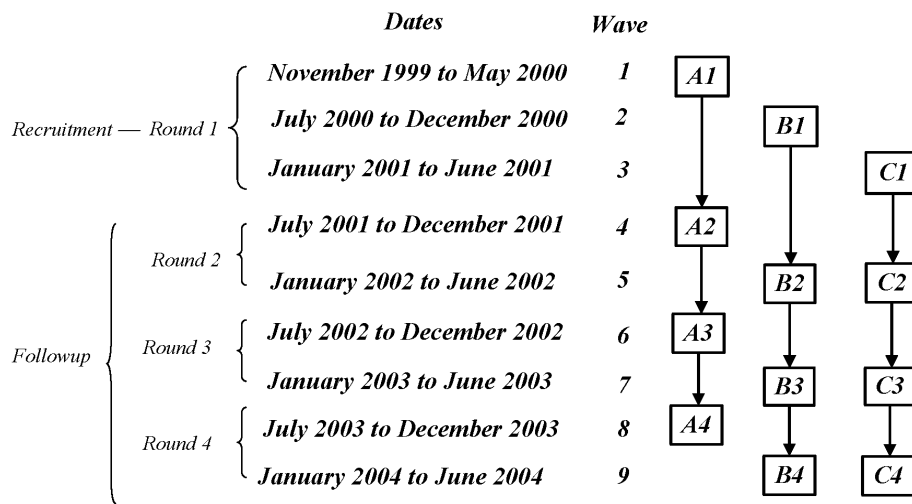 Dates Wave
November 1999 to May 2000 1 A1
Recruitment — Round 1 July 2000 to December 2000 2 B1
January 2001 to June 2001 3 C1
July 2001 to December 2001 4 A2
Round 2
January 2002 to June 2002 5 B2 C2
July 2002 to December 2002 6 A3
Followup Round 3
January 2003 to June 2003 7 B3 C3
July 2003 to December 2003 8 A4
Round 4
January 2004 to June 2004 9 B4 C4